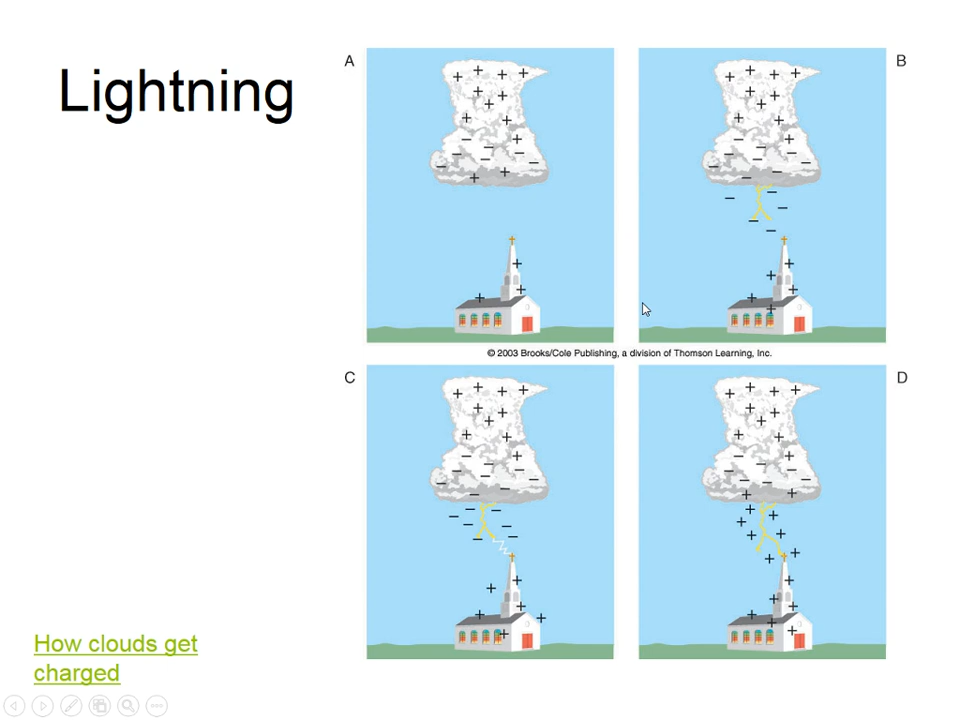 Lightning
A
B
© 2003 Brooks/Cole Publishing, a division of Thomson Learning, Inc.
C
D
How clouds get
charged